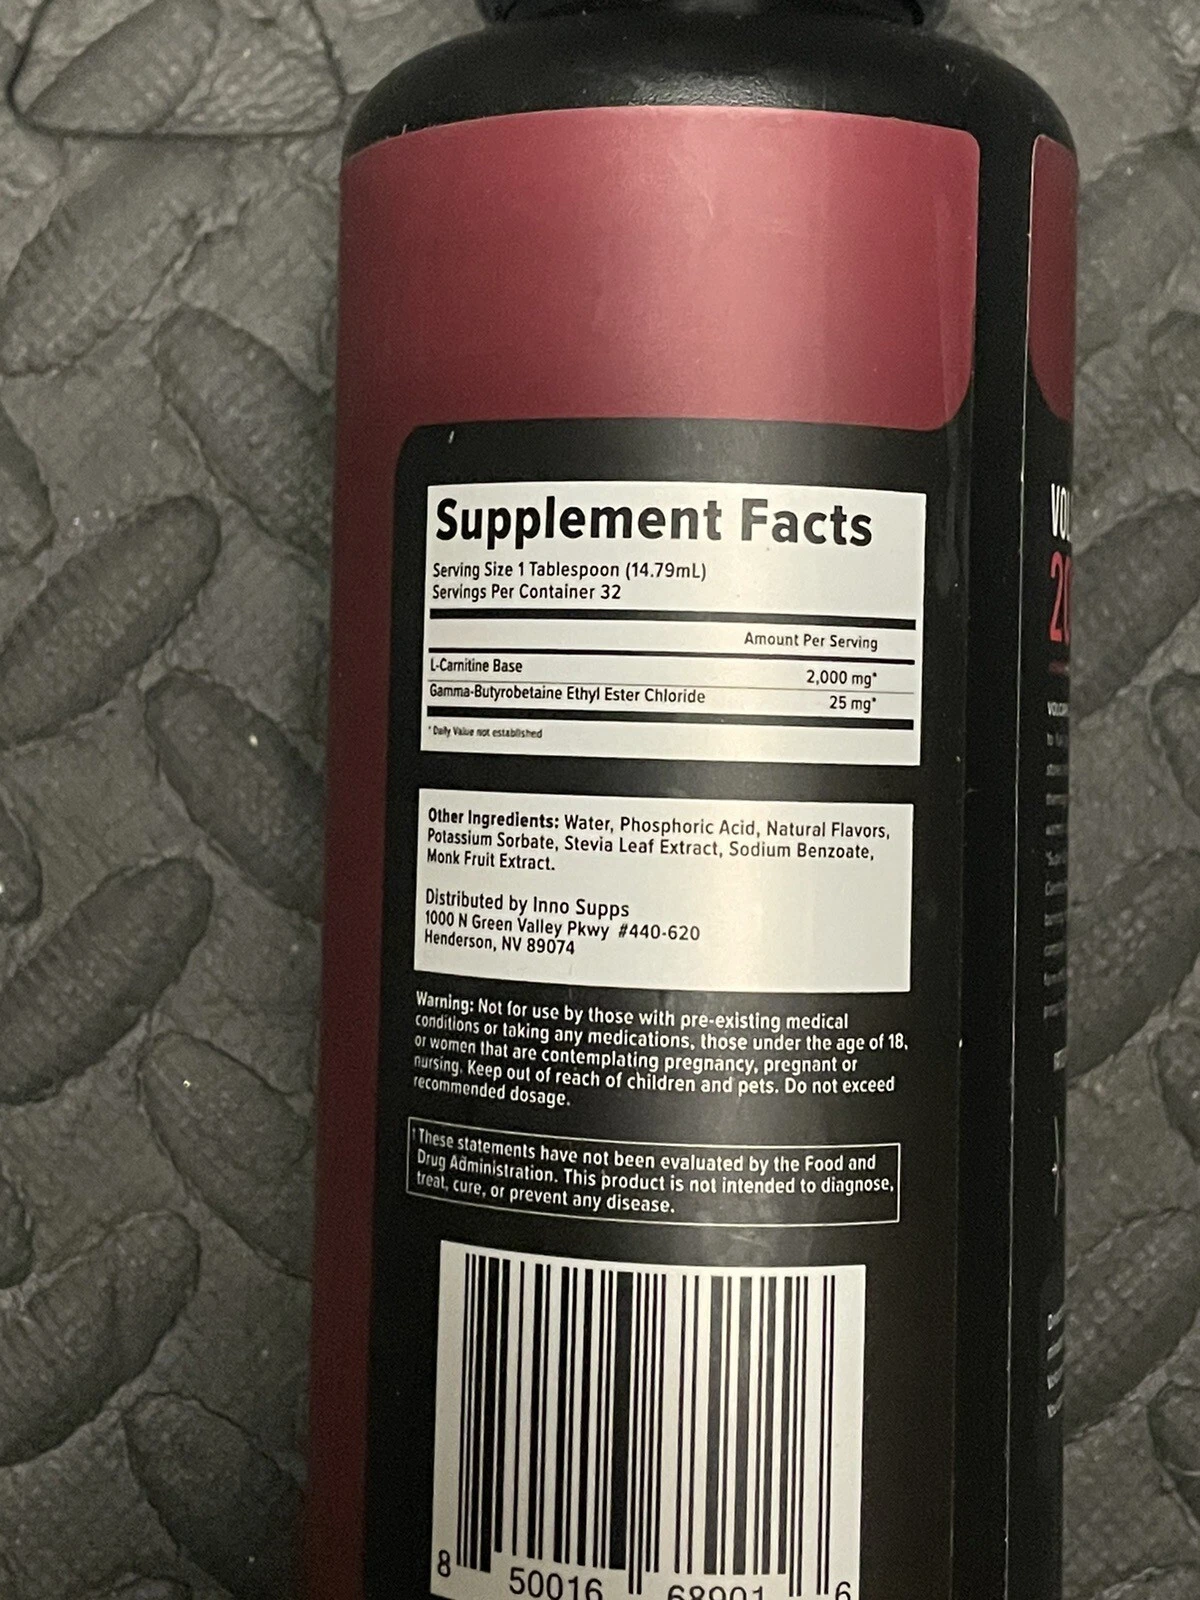 Supplement Facts
Serving Size 1 Tablespoon (14.79mL)
Servings Per Container 32
Amount Per Serving
L-Carnitine Base 2,000 mg*
Gamma-Butyrobetaine Ethyl Ester Chloride 25 mg*
* Daily Value not established
Other Ingredients: Water, Phosphoric Acid, Natural Flavors,
Potassium Sorbate, Stevia Leaf Extract, Sodium Benzoate,
Monk Fruit Extract.
Distributed by Inno Supps
1000 N Green Valley Pkwy #440-620
Henderson, NV 89074
Warning: Not for use by those with pre-existing medical
conditions or taking any medications, those under the age of 18,
or women that are contemplating pregnancy, pregnant or
nursing. Keep out of reach of children and pets. Do not exceed
recommended dosage.
†These statements have not been evaluated by the Food and
Drug Administration. This product is not intended to diagnose,
treat, cure, or prevent any disease.
8 50016 68901 6